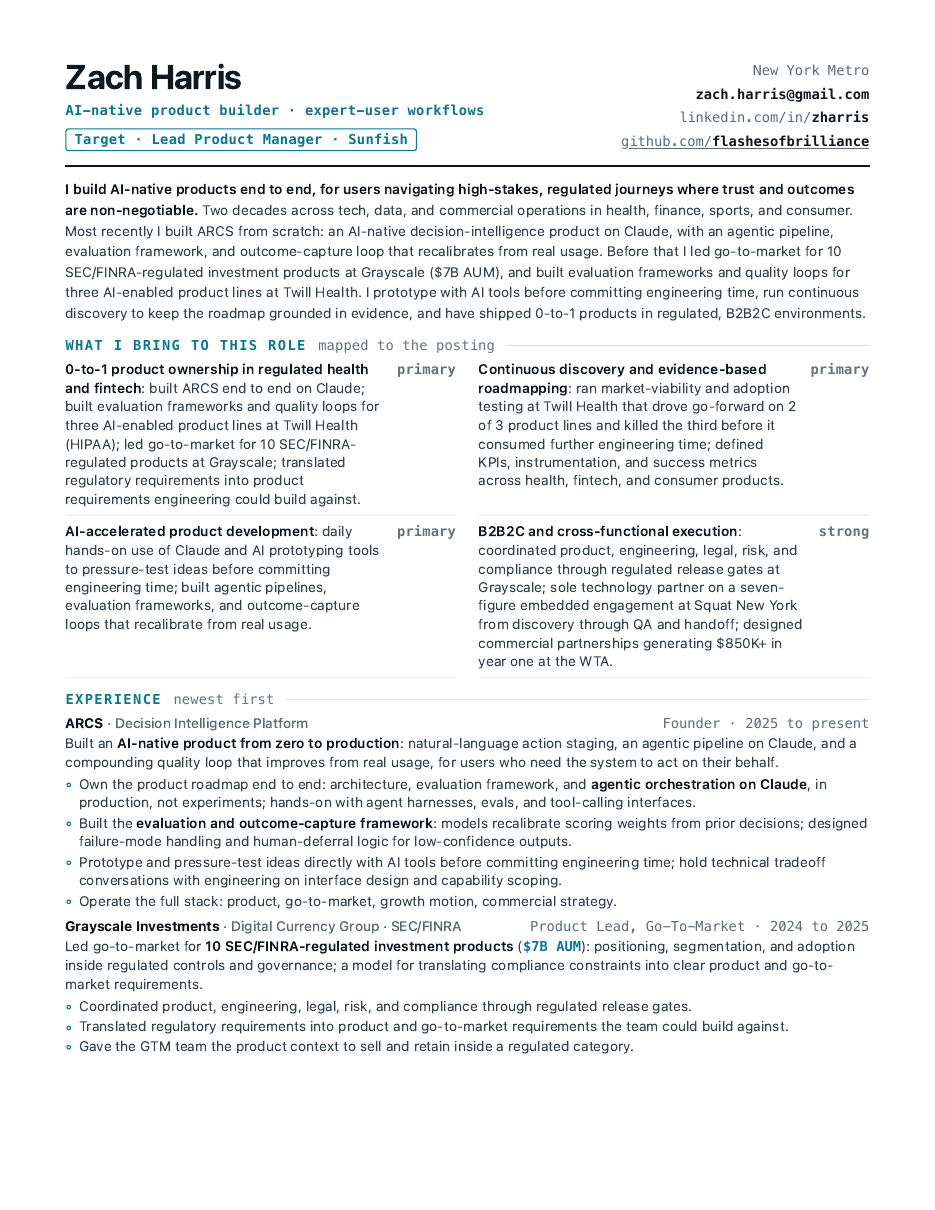 Zach Harris
AI-native product builder · expert-user workflows
Target · Lead Product Manager · Sunfish
New York Metro
zach.harris@gmail.com
linkedin.com/in/zharris
github.com/flashesofbrilliance
I build AI-native products end to end, for users navigating high-stakes, regulated journeys where trust and outcomes
are non-negotiable. Two decades across tech, data, and commercial operations in health, finance, sports, and consumer.
Most recently I built ARCS from scratch: an AI-native decision-intelligence product on Claude, with an agentic pipeline,
evaluation framework, and outcome-capture loop that recalibrates from real usage. Before that I led go-to-market for 10
SEC/FINRA-regulated investment products at Grayscale ($7B AUM), and built evaluation frameworks and quality loops for
three AI-enabled product lines at Twill Health. I prototype with AI tools before committing engineering time, run continuous
discovery to keep the roadmap grounded in evidence, and have shipped 0-to-1 products in regulated, B2B2C environments.
WHAT I BRING TO THIS ROLE mapped to the posting
0-to-1 product ownership in regulated health primary
and fintech: built ARCS end to end on Claude;
built evaluation frameworks and quality loops for
three AI-enabled product lines at Twill Health
(HIPAA); led go-to-market for 10 SEC/FINRA-
regulated products at Grayscale; translated
regulatory requirements into product
requirements engineering could build against.
Continuous discovery and evidence-based primary
roadmapping: ran market-viability and adoption
testing at Twill Health that drove go-forward on 2
of 3 product lines and killed the third before it
consumed further engineering time; defined
KPIs, instrumentation, and success metrics
across health, fintech, and consumer products.
AI-accelerated product development: daily primary
hands-on use of Claude and AI prototyping tools
to pressure-test ideas before committing
engineering time; built agentic pipelines,
evaluation frameworks, and outcome-capture
loops that recalibrate from real usage.
B2B2C and cross-functional execution: strong
coordinated product, engineering, legal, risk, and
compliance through regulated release gates at
Grayscale; sole technology partner on a seven-
figure embedded engagement at Squat New York
from discovery through QA and handoff; designed
commercial partnerships generating $850K+ in
year one at the WTA.
EXPERIENCE newest first
ARCS · Decision Intelligence Platform Founder · 2025 to present
Built an AI-native product from zero to production: natural-language action staging, an agentic pipeline on Claude, and a
compounding quality loop that improves from real usage, for users who need the system to act on their behalf.
Own the product roadmap end to end: architecture, evaluation framework, and agentic orchestration on Claude, in
production, not experiments; hands-on with agent harnesses, evals, and tool-calling interfaces.
Built the evaluation and outcome-capture framework: models recalibrate scoring weights from prior decisions; designed
failure-mode handling and human-deferral logic for low-confidence outputs.
Prototype and pressure-test ideas directly with AI tools before committing engineering time; hold technical tradeoff
conversations with engineering on interface design and capability scoping.
Operate the full stack: product, go-to-market, growth motion, commercial strategy.
Grayscale Investments · Digital Currency Group · SEC/FINRA Product Lead, Go-To-Market · 2024 to 2025
Led go-to-market for 10 SEC/FINRA-regulated investment products ($7B AUM): positioning, segmentation, and adoption
inside regulated controls and governance; a model for translating compliance constraints into clear product and go-to-
market requirements.
Coordinated product, engineering, legal, risk, and compliance through regulated release gates.
Translated regulatory requirements into product and go-to-market requirements the team could build against.
Gave the GTM team the product context to sell and retain inside a regulated category.